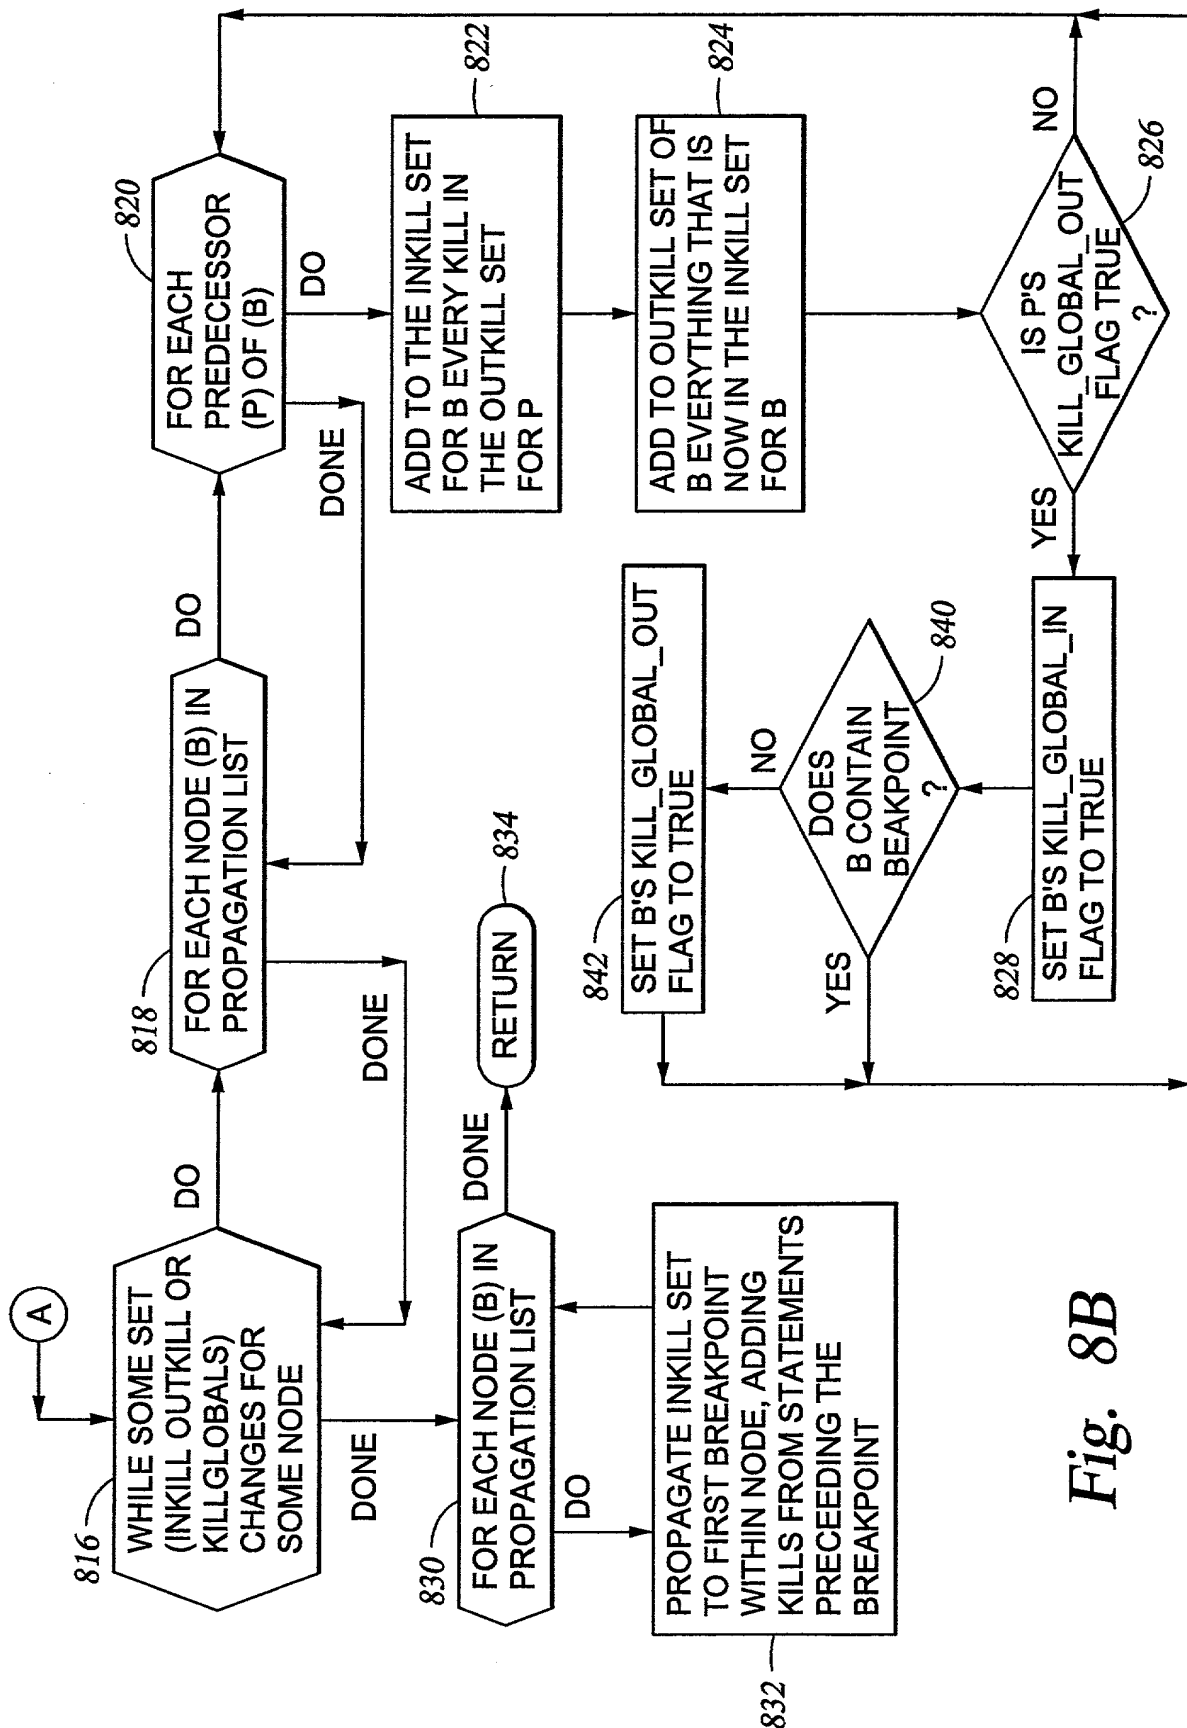 A
816
WHILE SOME SET
(INKILL OUTKILL OR
KILLGLOBALS)
CHANGES FOR
SOME NODE
DO
DONE
818
FOR EACH NODE (B) IN
PROPAGATION LIST
DO
DONE
820
FOR EACH
PREDECESSOR
(P) OF (B)
DO
DONE
822
ADD TO THE INKILL SET
FOR B EVERY KILL IN
THE OUTKILL SET
FOR P
824
ADD TO OUTKILL SET OF
B EVERYTHING THAT IS
NOW IN THE INKILL SET
FOR B
826
IS P'S
KILL_GLOBAL_OUT
FLAG TRUE
?
NO
YES
828
SET B'S KILL_GLOBAL_IN
FLAG TO TRUE
840
DOES
B CONTAIN
BEAKPOINT
?
NO
YES
842
SET B'S KILL_GLOBAL_OUT
FLAG TO TRUE
830
FOR EACH NODE (B) IN
PROPAGATION LIST
DO
DONE
834
RETURN
832
PROPAGATE INKILL SET
TO FIRST BREAKPOINT
WITHIN NODE, ADDING
KILLS FROM STATEMENTS
PRECEEDING THE
BREAKPOINT
Fig. 8B